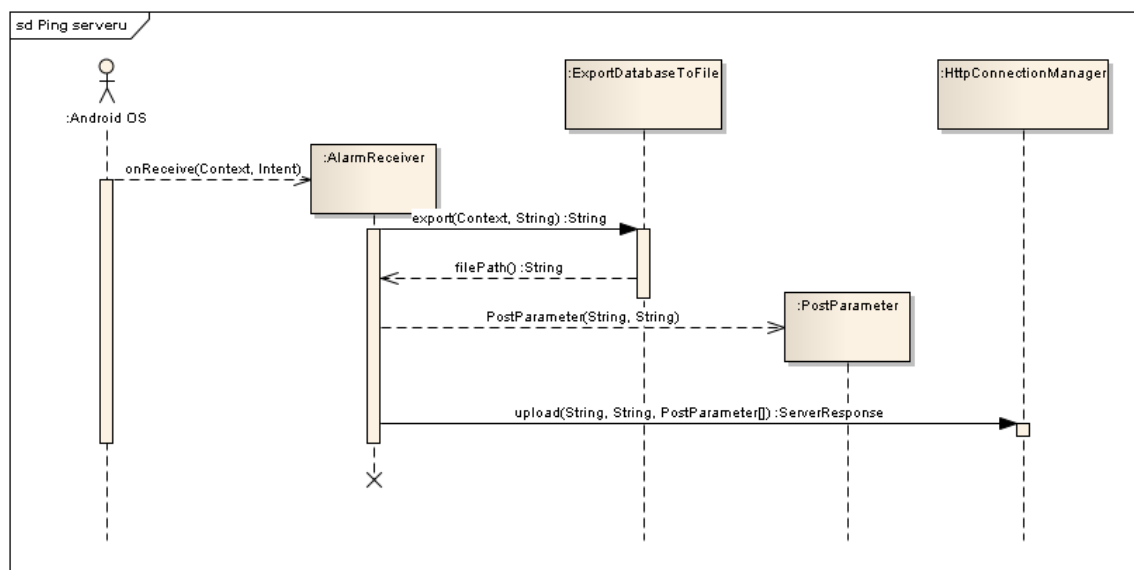 sd Ping serveru
:ExportDatabaseToFile
:HttpConnectionManager
:Android OS
onReceive(Context, Intent)
:AlarmReceiver
export(Context, String) :String
filePath() :String
PostParameter(String, String)
:PostParameter
upload(String, String, PostParameter[]) :ServerResponse